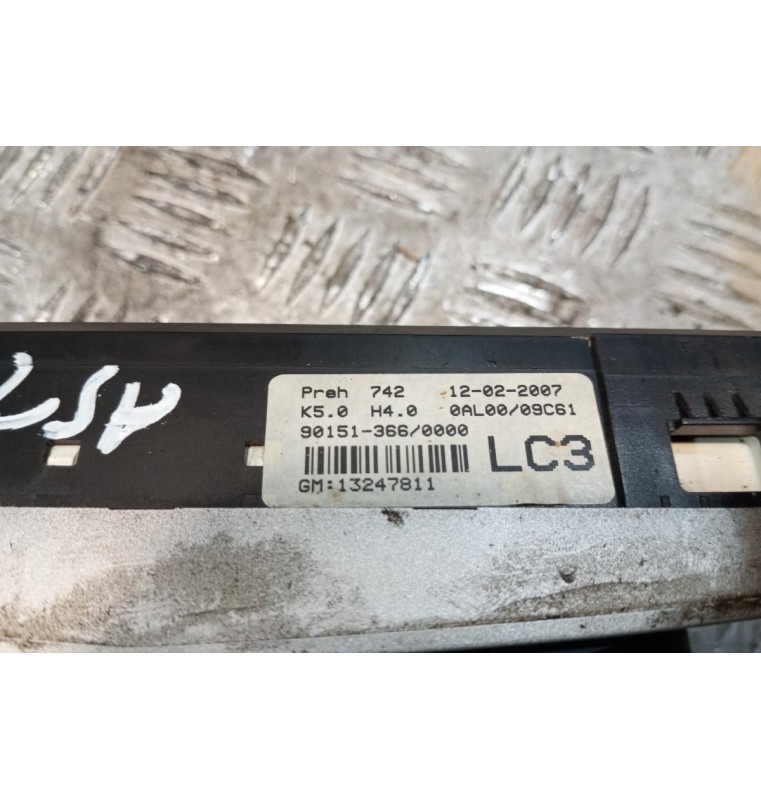 Preh 742 12-02-2007
K5.0 H4.0 0AL00/09C61
90151-366/0000
LC3
GM:13247811